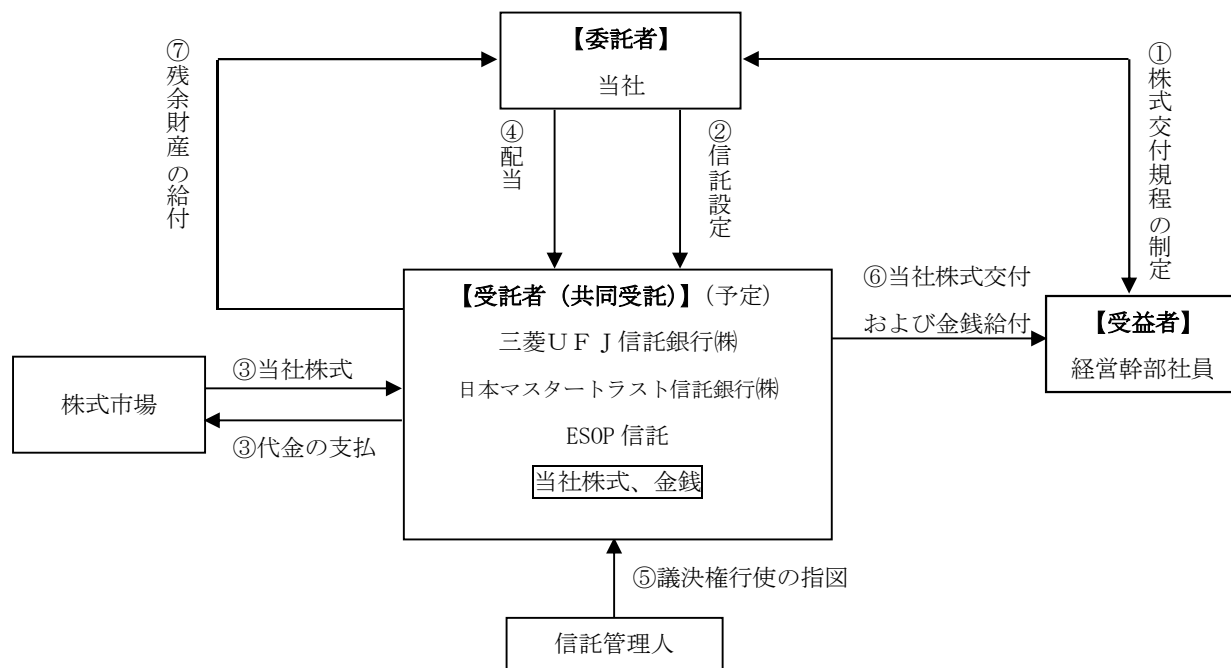 【委託者】
当社
⑦残余財産の給付
④配当
②信託設定
①株式交付規程の制定
【受託者（共同受託）】（予定）
三菱ＵＦＪ信託銀行㈱
日本マスタートラスト信託銀行㈱
ESOP 信託
当社株式、金銭
⑥当社株式交付
および金銭給付
【受益者】
経営幹部社員
株式市場
③当社株式
③代金の支払
⑤議決権行使の指図
信託管理人